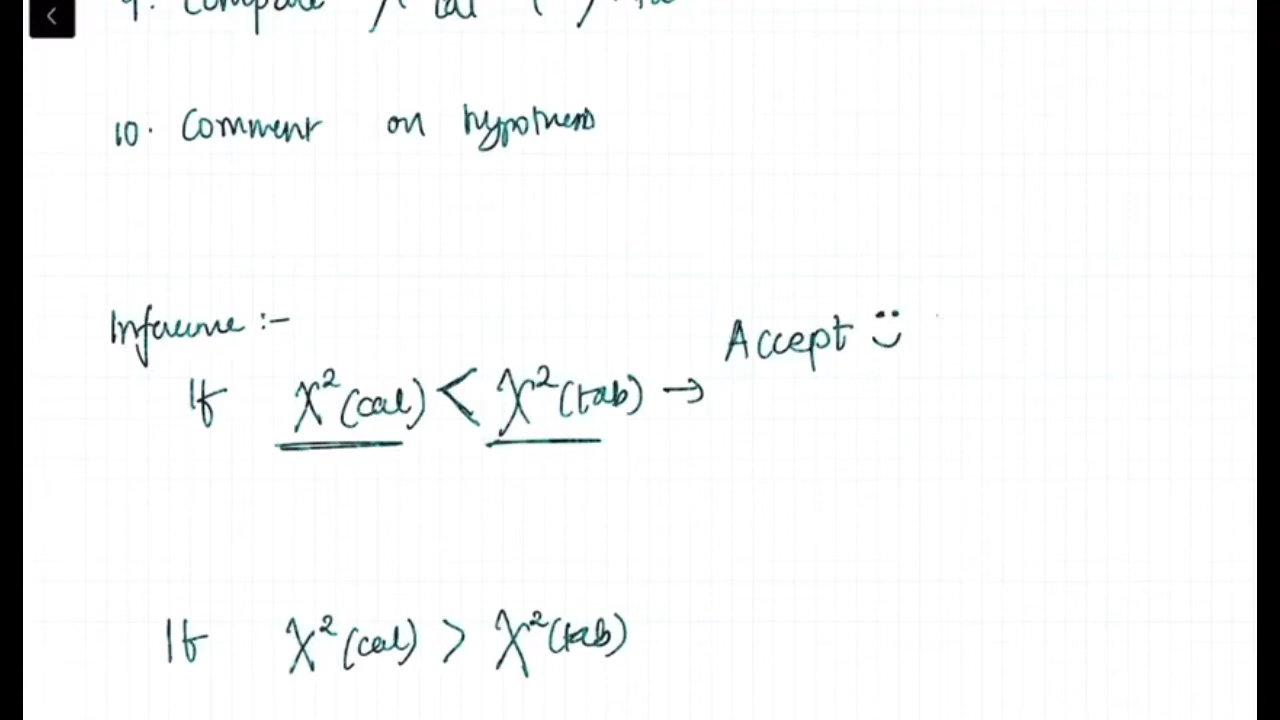 10. Comment on hypothesis
Inference :-
Accept
If χ²(cal) < χ²(tab) →
If χ²(cal) > χ²(tab)